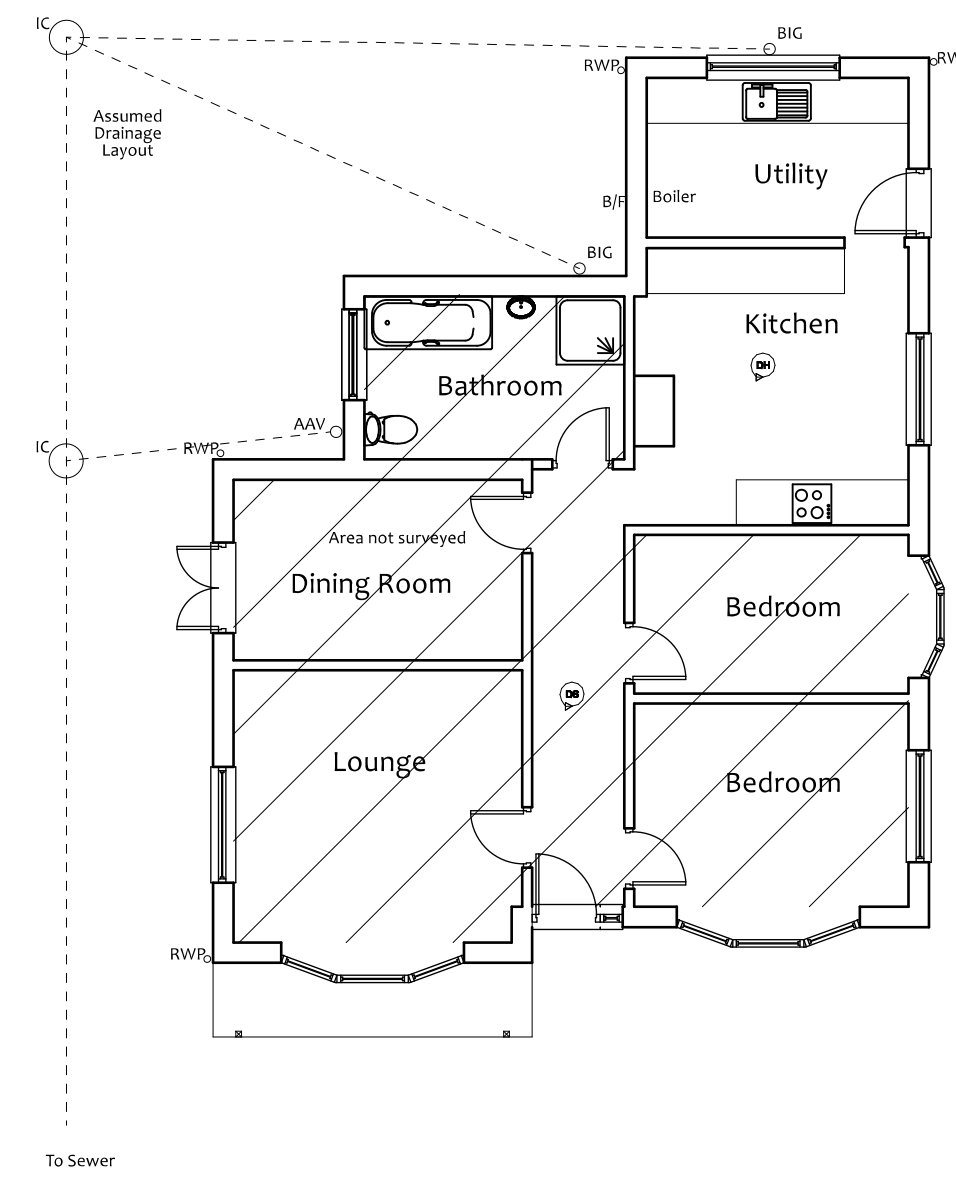 IC
BIG
RWP
RW
Assumed
Drainage
Layout
Utility
B/F
Boiler
BIG
Kitchen
DH
Bathroom
AAV
IC
RWP
Area not surveyed
Dining Room
Bedroom
DS
Lounge
Bedroom
RWP
To Sewer